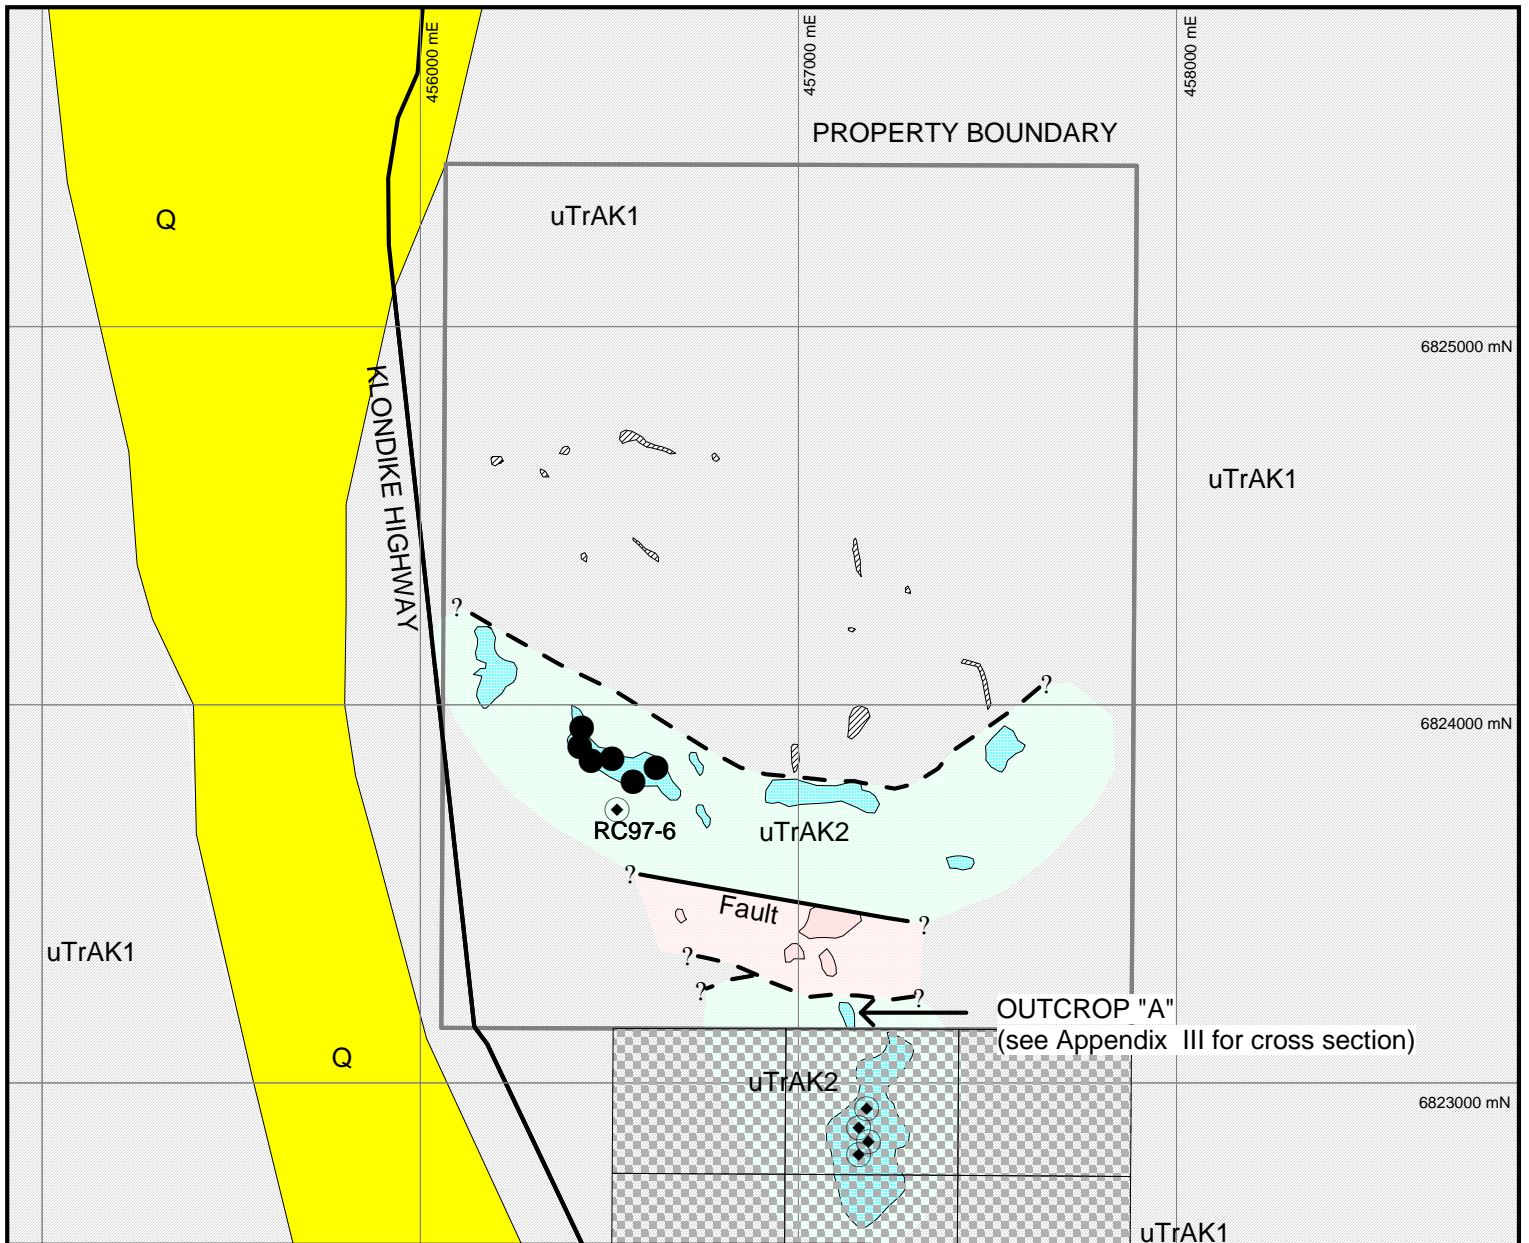 456000 mE
457000 mE
458000 mE
PROPERTY BOUNDARY
Q
uTrAK1
6825000 mN
KLONDIKE HIGHWAY
uTrAK1
?
?
6824000 mN
RC97-6
uTrAK2
?
Fault
?
uTrAK1
?
?
?
OUTCROP "A"
(see Appendix III for cross section)
Q
uTrAK2
6823000 mN
uTrAK1